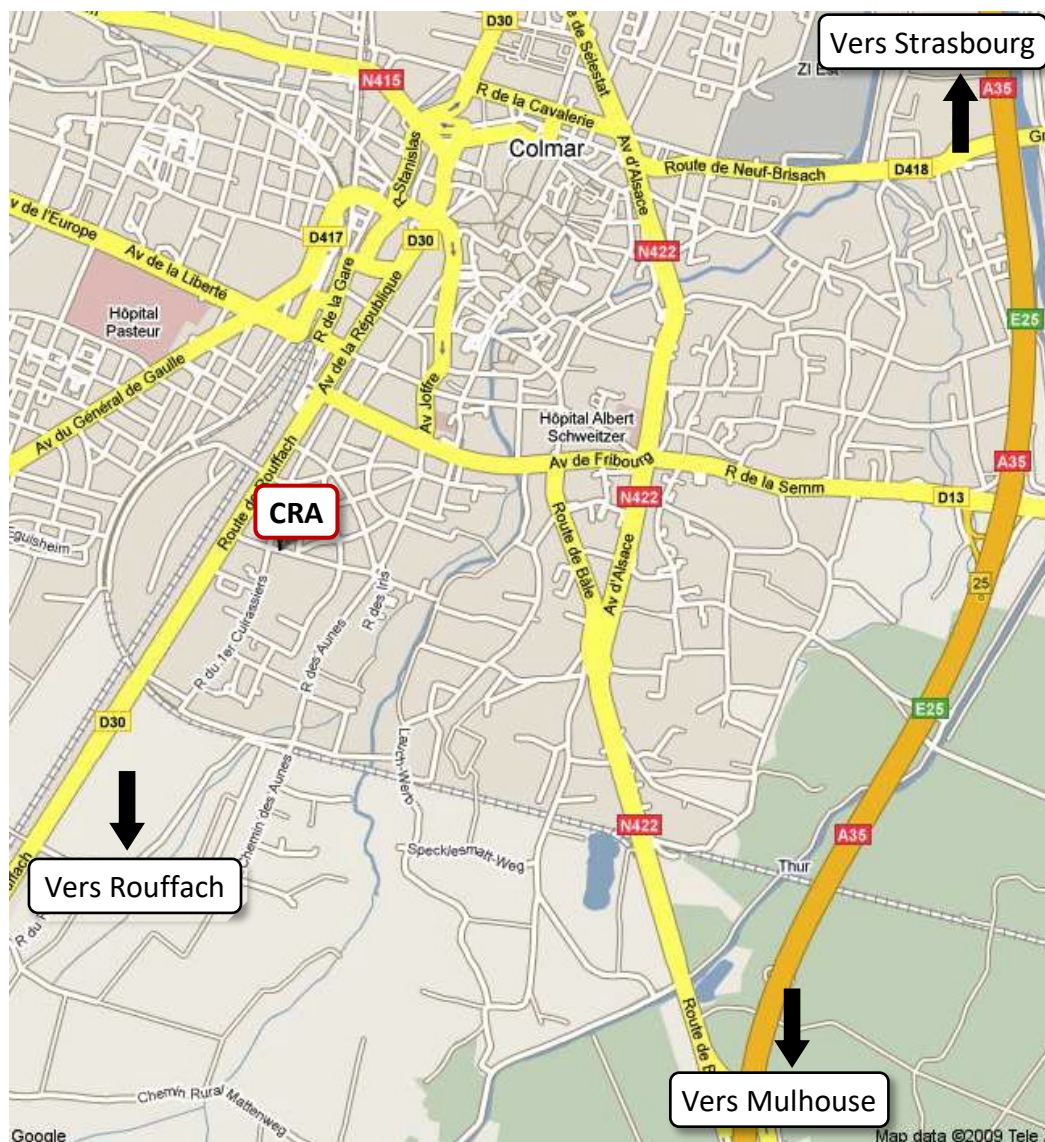 D30
Vers Strasbourg
de Sélestat
ZI Est
N415
A35
R de la Cavalerie
R Stanislas
Colmar
Av d'Alsace
Route de Neuf-Brisach
D418
Av de l'Europe
D417
D30
N422
Av de la Liberté
R de la Gare
Hôpital
Pasteur
Av de la République
E25
Av du Général de Gaulle
Av Joffre
Hôpital Albert
Schweitzer
Av de Fribourg
R de la Semm
A35
D13
Route de Rouffach
CRA
N422
Route de Bâle
Av d'Alsace
Eguisheim
25
R du 1er Cuirassiers
R des Iris
R des Aunes
D30
E25
Lauch-Werb
Chemin des Aunes
N422
A35
Specklesmatt-Weg
Thur
Vers Rouffach
R du
Route de B
Chemin Rural Mattenweg
Vers Mulhouse
Google
Map data ©2009 Tele